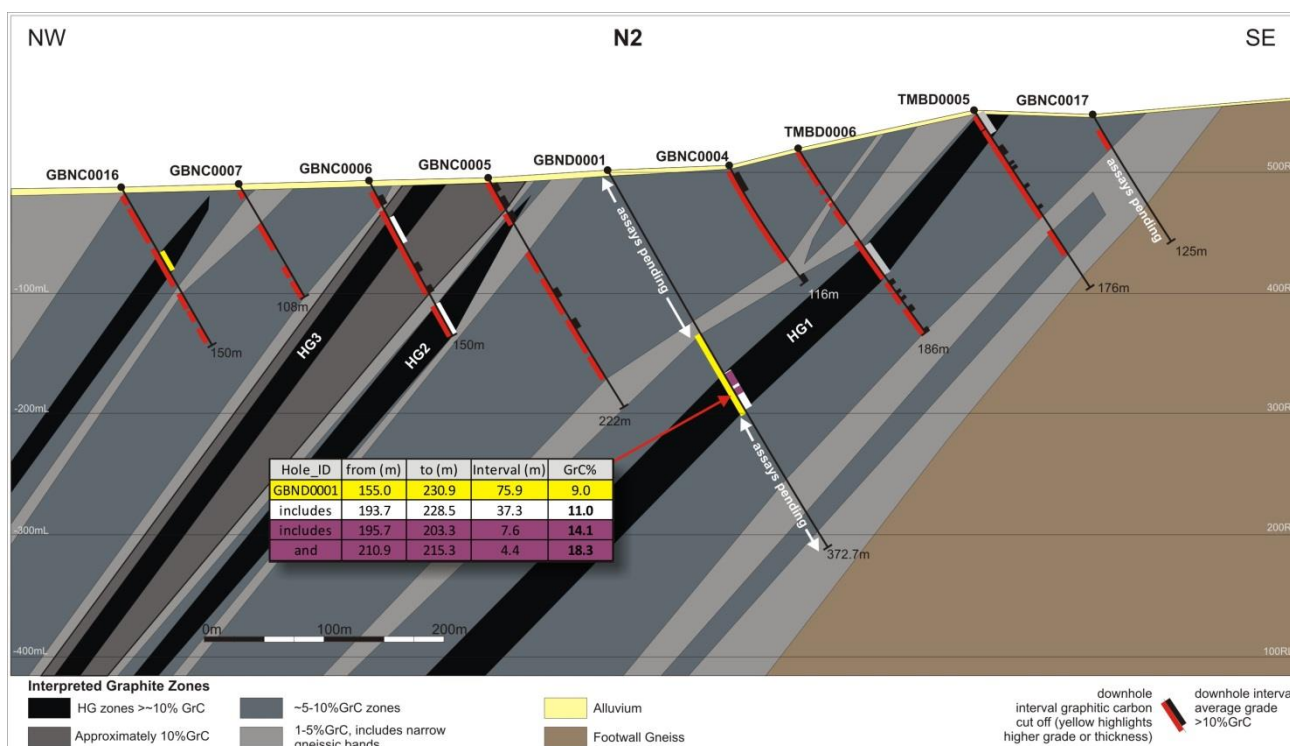 NW
N2
SE
TMBD0005
GBNC0017
TMBD0006
GBNC0016
GBNC0007
GBNC0006
GBNC0005
GBND0001
GBNC0004
500R
assays pending
assays pending
125m
-100mL
108m
116m
176m
400R
150m
HG3
HG2
150m
HG1
186m
-200mL
222m
300R
assays pending
Hole_ID from (m) to (m) Interval (m) GrC%
GBND0001 155.0 230.9 75.9 9.0
includes 193.7 228.5 37.3 11.0
includes 195.7 203.3 7.6 14.1
and 210.9 215.3 4.4 18.3
-300mL
200R
372.7m
0m 100m 200m
-400mL
100RL
Interpreted Graphite Zones
HG zones >~10% GrC
~5-10%GrC zones
Alluvium
Approximately 10%GrC
1-5%GrC, includes narrow
gneissic bands
Footwall Gneiss
downhole
interval graphitic carbon
cut off (yellow highlights
higher grade or thickness)
downhole interval
average grade
>10%GrC